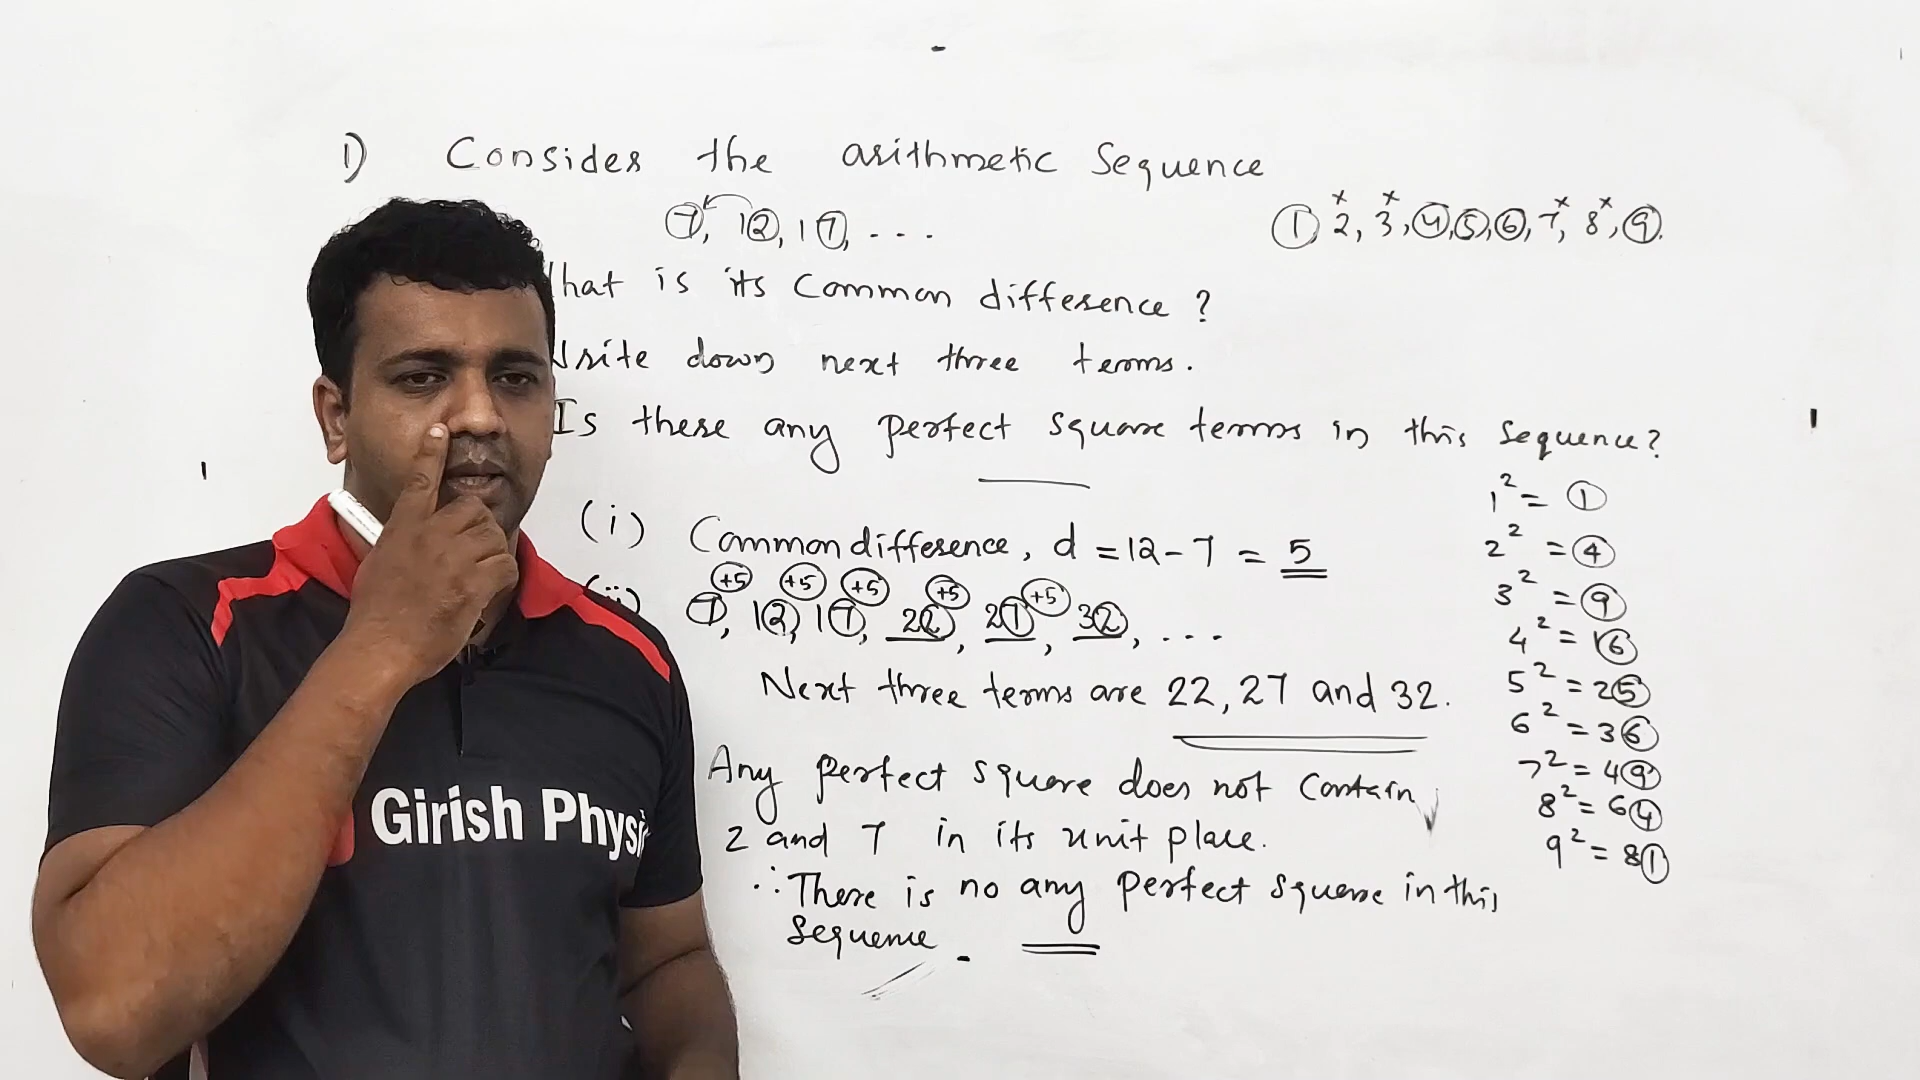 1) Consider the arithmetic Sequence
7, 12, 17, ...
1 2, 3, 4, 5, 6, 7, 8, 9.
hat is its Common difference ?
rite down next three terms.
Is there any perfect square terms in this sequence?
1² = 1
2² = 4
3² = 9
4² = 16
5² = 25
6² = 36
7² = 49
8² = 64
9² = 81
(i) Common difference, d = 12 - 7 = 5
+5 +5 +5 +5 +5
(ii) 7, 12, 17, 22, 27, 32, ...
Next three terms are 22, 27 and 32.
Any perfect square does not contain
2 and 7 in its unit place.
∴ There is no any perfect square in this
sequence.
Girish Physi